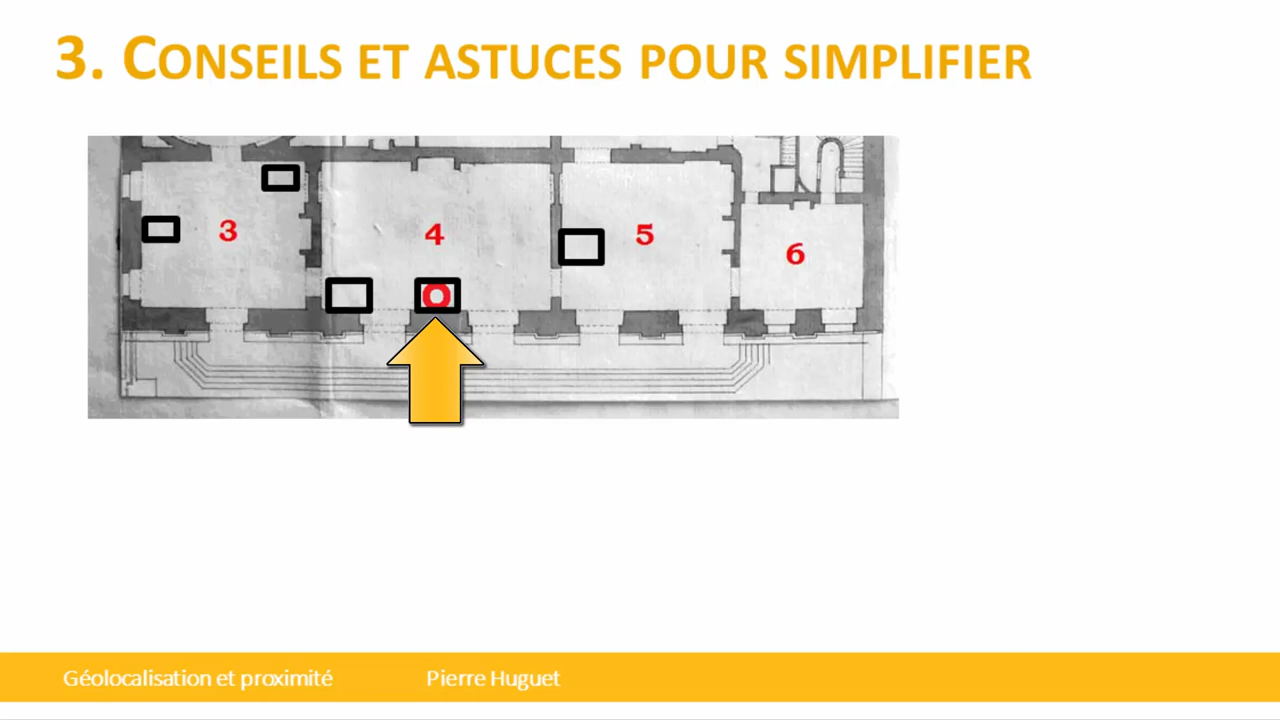 3. CONSEILS ET ASTUCES POUR SIMPLIFIER
3
4
5
6
Géolocalisation et proximité
Pierre Huguet